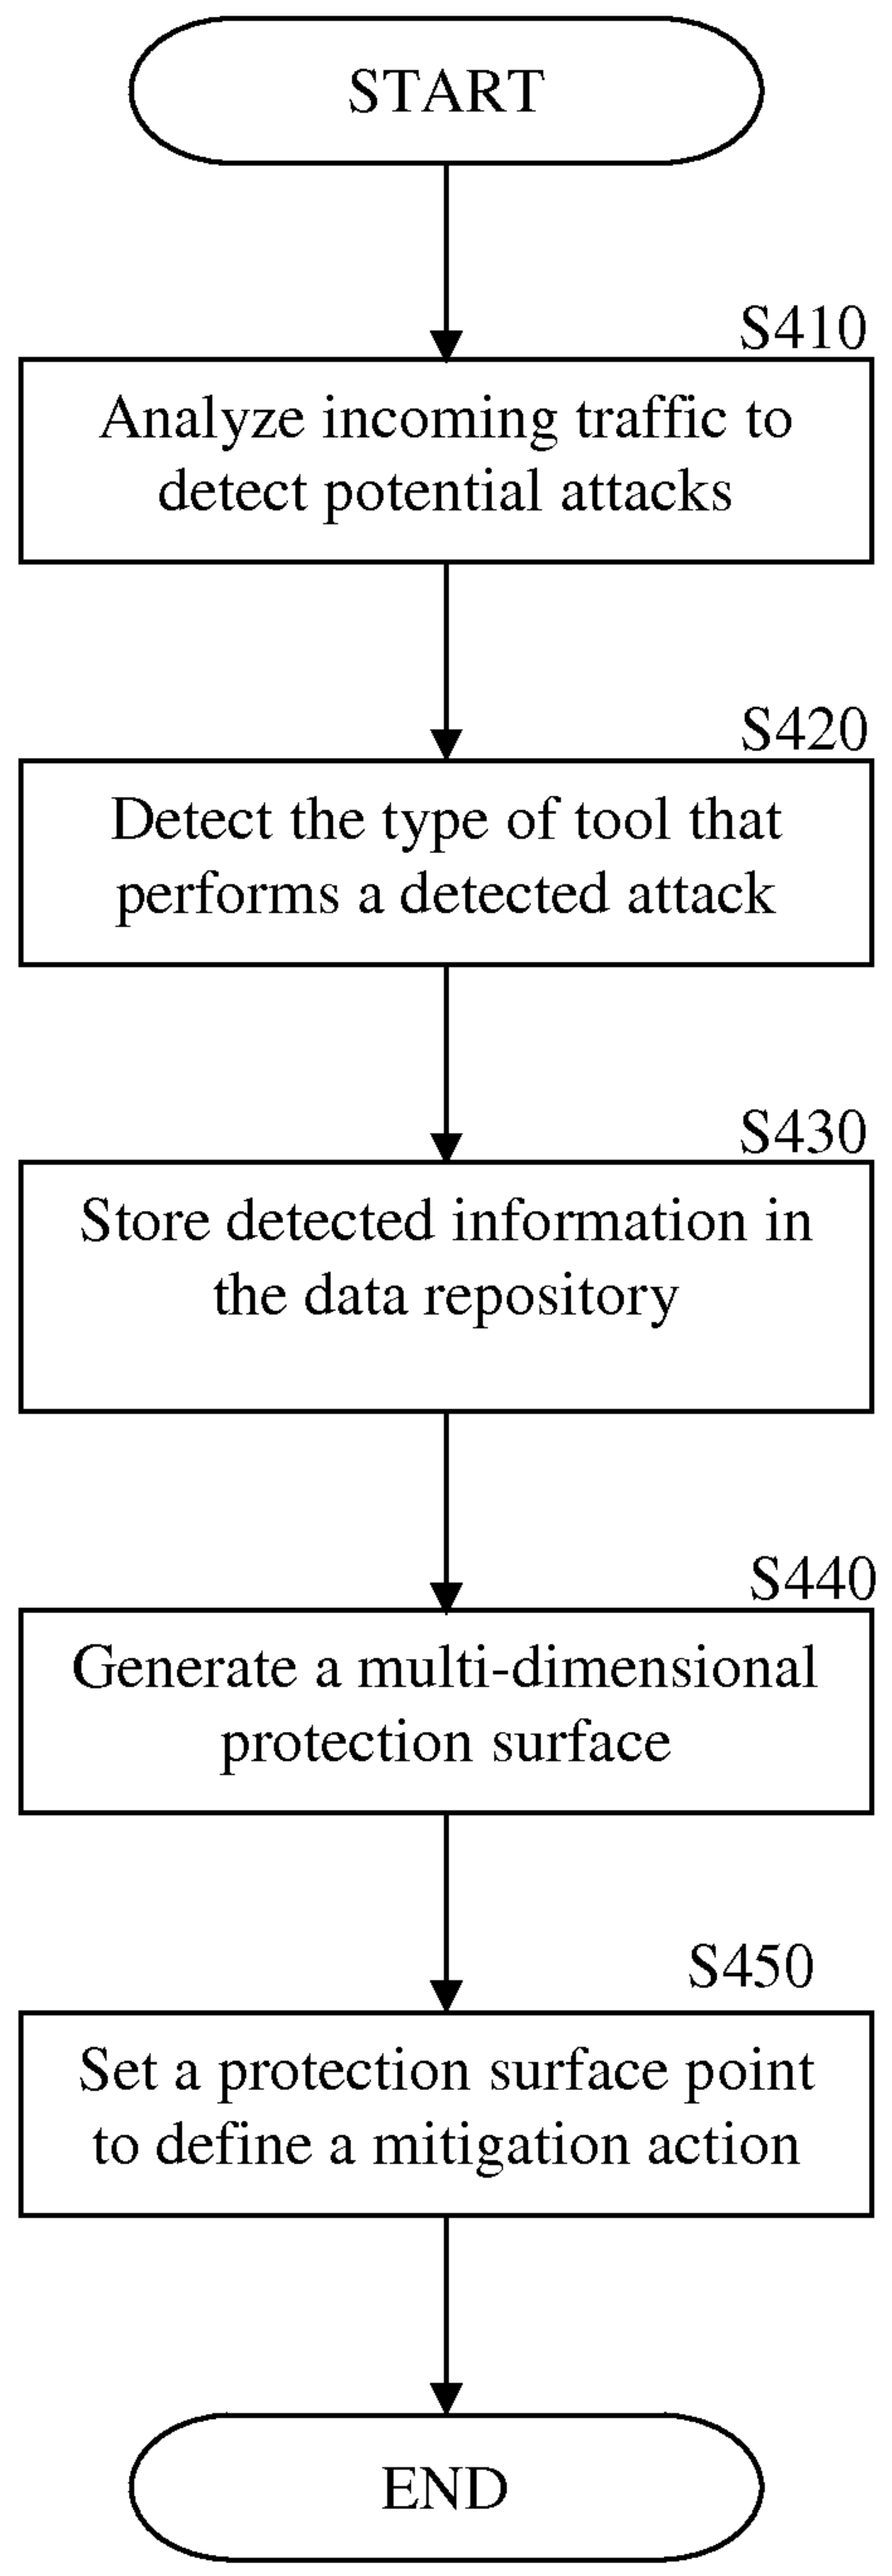 START
S410
Analyze incoming traffic to
detect potential attacks
S420
Detect the type of tool that
performs a detected attack
S430
Store detected information in
the data repository
S440
Generate a multi-dimensional
protection surface
S450
Set a protection surface point
to define a mitigation action
END